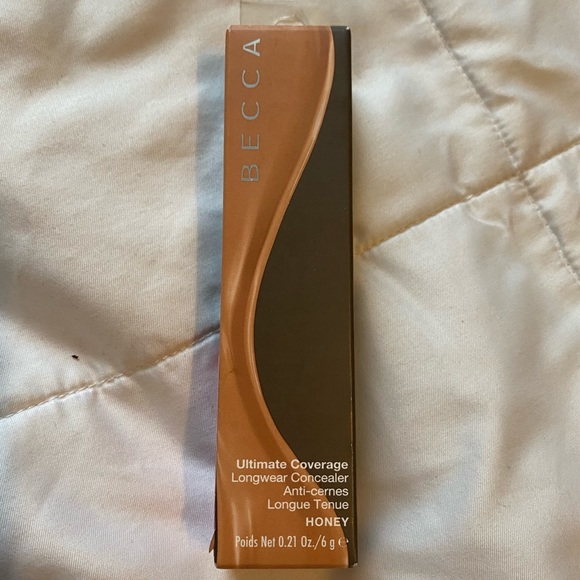 BECCA
Ultimate Coverage
Longwear Concealer
Anti-cernes
Longue Tenue
HONEY
Poids Net 0.21 Oz./6 g ℮